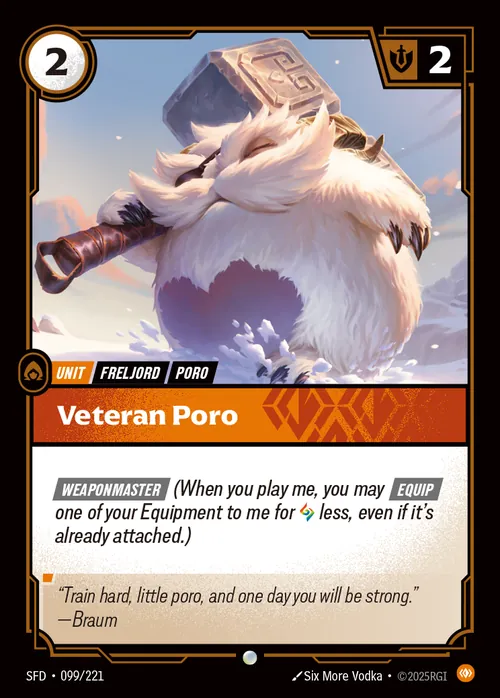 2
2
UNIT FRELJORD PORO
Veteran Poro
WEAPONMASTER (When you play me, you may EQUIP
one of your Equipment to me for less, even if it's
already attached.)
“Train hard, little poro, and one day you will be strong.”
—Braum
SFD • 099/221
Six More Vodka • ©2025RGI